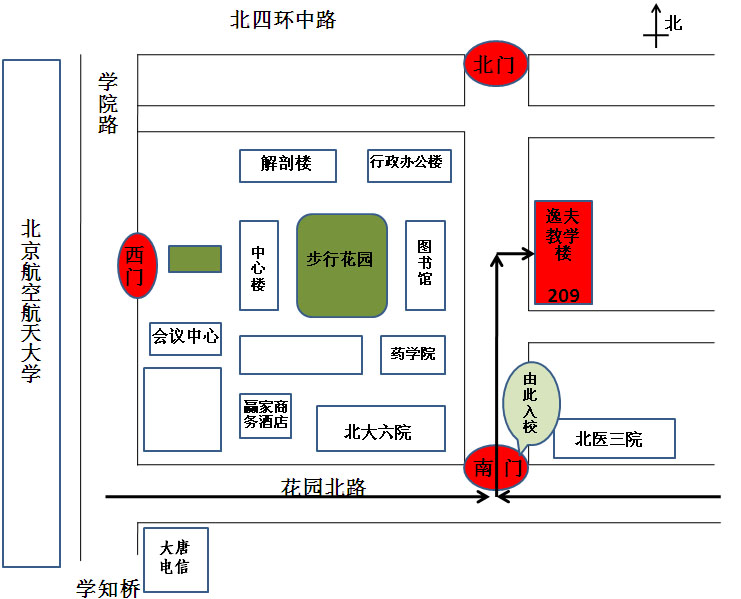 北四环中路
北
北门
学
院
路
解剖楼
行政办公楼
逸夫
教学
楼
209
北京航空航天大学
西
门
中
心
楼
步行花园
图
书
馆
会议中心
药学院
由
此
入
校
赢家商
务酒店
北大六院
北医三院
南门
花园北路
大唐
电信
学知桥